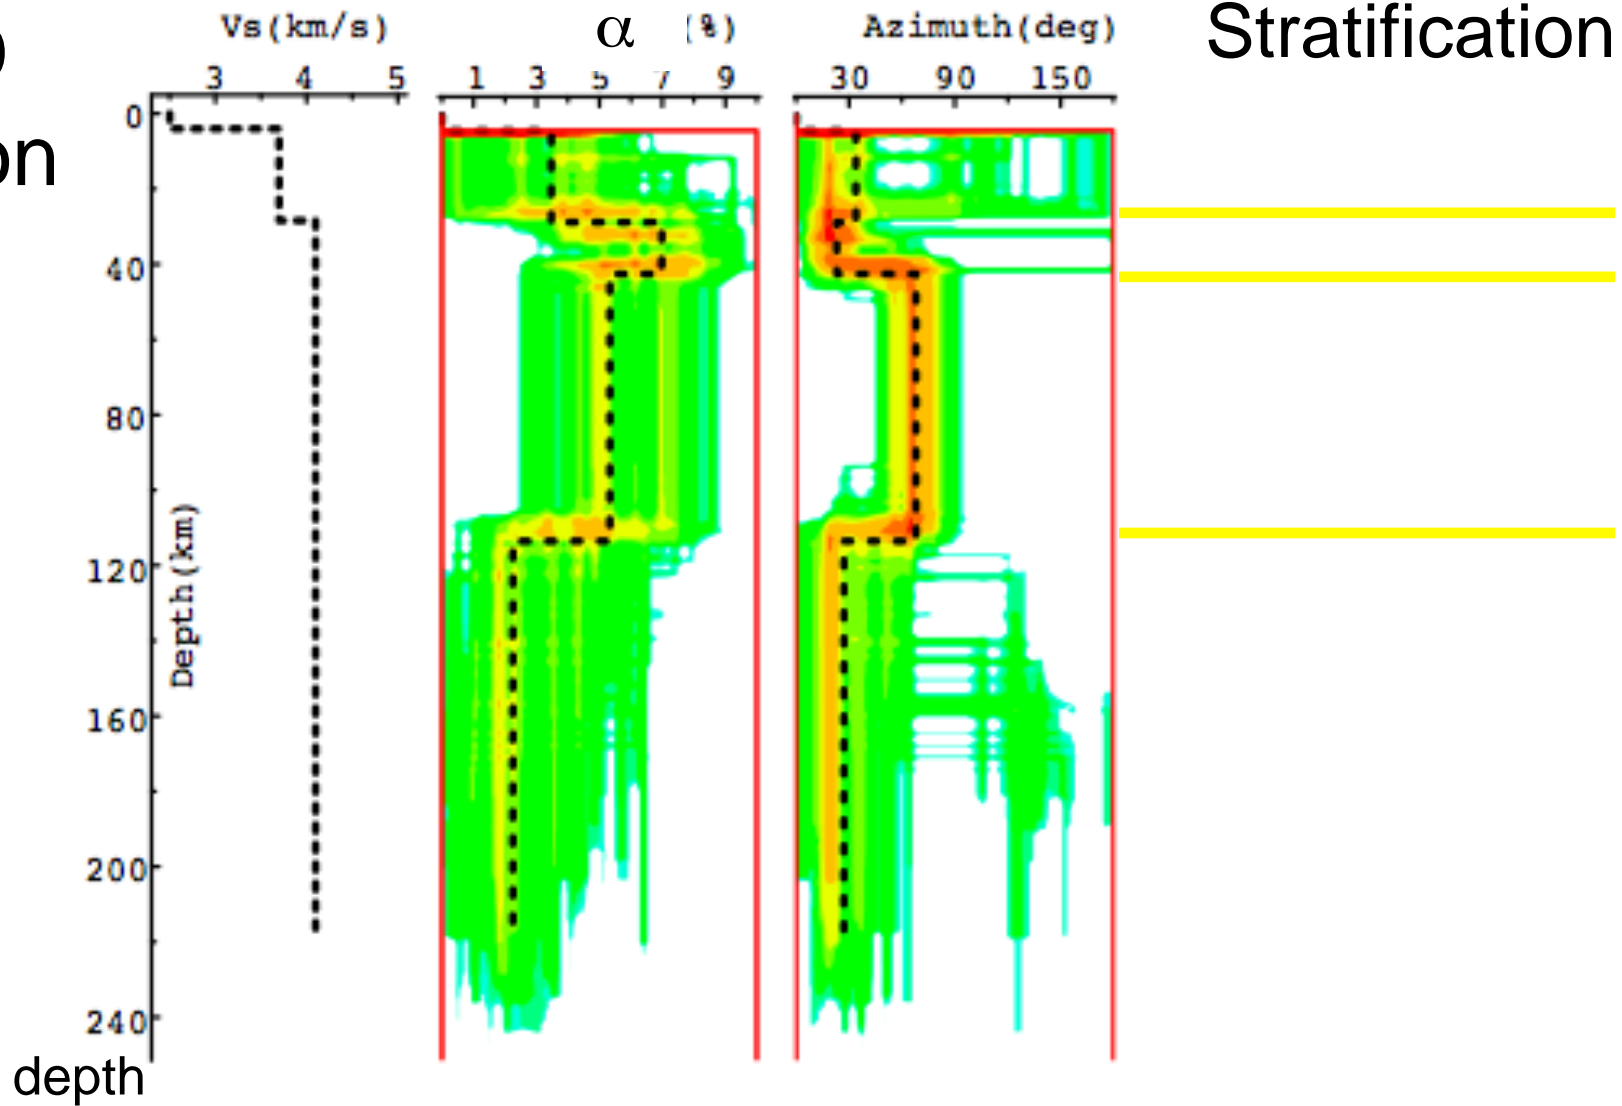 Vs(km/s) α (%) Azimuth(deg) Stratification
3 4 5 1 3 5 7 9 30 90 150
0
on
40
80
120
160
200
240
Depth(km)
depth